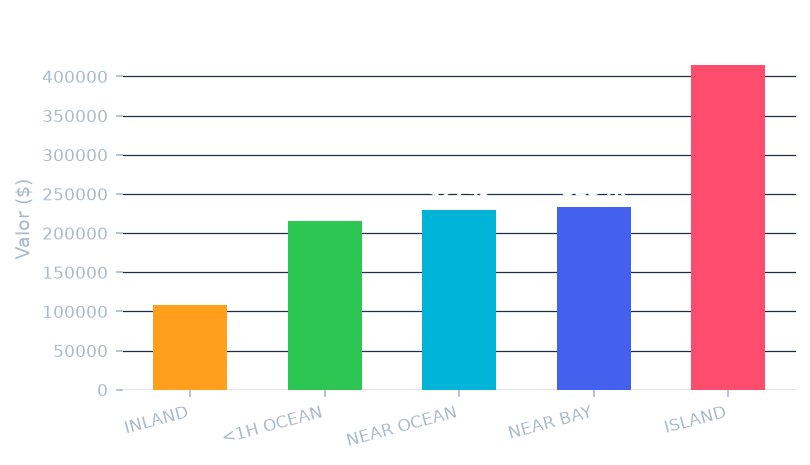 400000
350000
300000
250000
200000
150000
100000
50000
0
Valor ($)
INLAND
<1H OCEAN
NEAR OCEAN
NEAR BAY
ISLAND